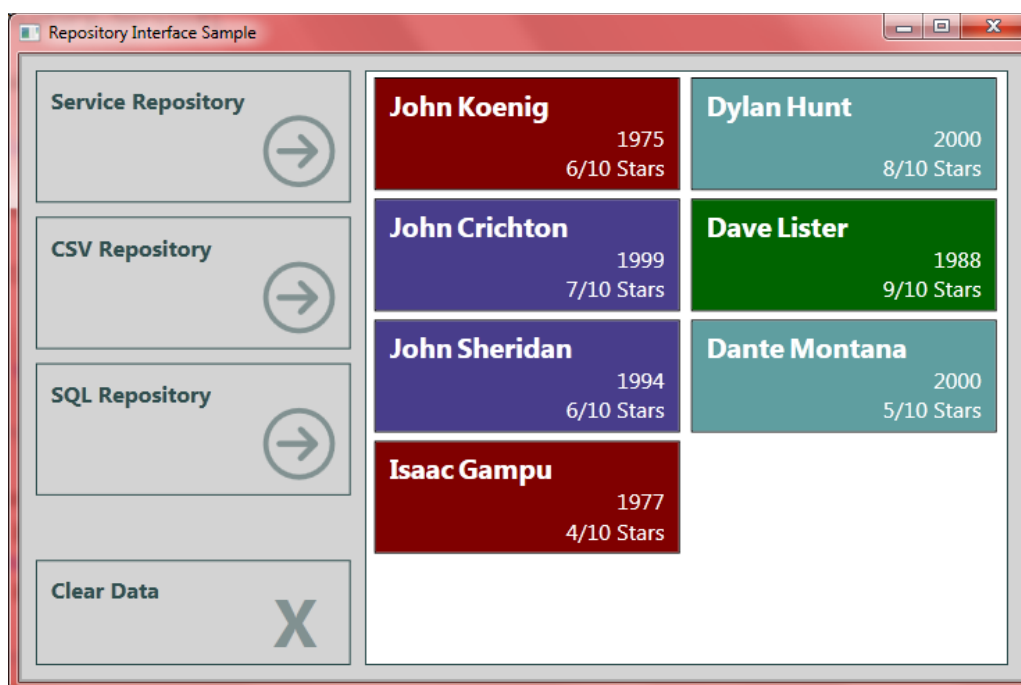 Repository Interface Sample
Service Repository
CSV Repository
SQL Repository
Clear Data
X
John Koenig
1975
6/10 Stars
Dylan Hunt
2000
8/10 Stars
John Crichton
1999
7/10 Stars
Dave Lister
1988
9/10 Stars
John Sheridan
1994
6/10 Stars
Dante Montana
2000
5/10 Stars
Isaac Gampu
1977
4/10 Stars